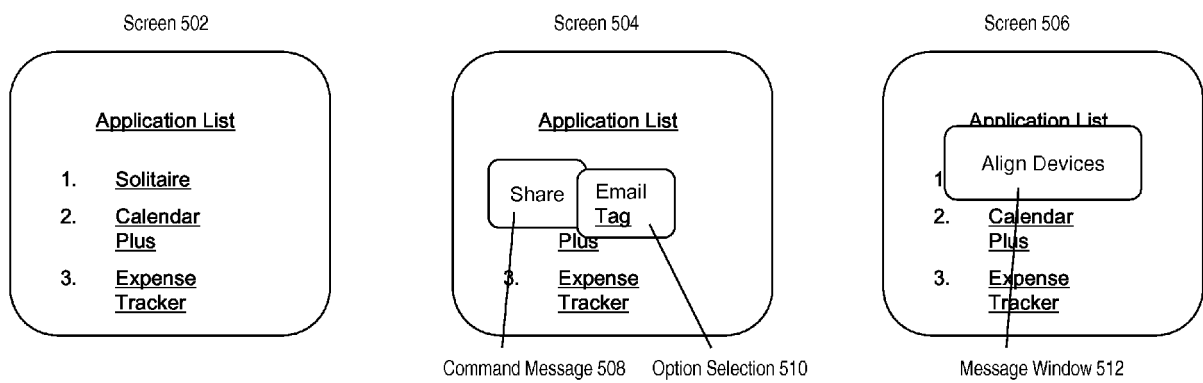 Screen 502
Application List
1. Solitaire
2. Calendar
Plus
3. Expense
Tracker
Screen 504
Application List
Share
Email
Tag
Plus
3. Expense
Tracker
Command Message 508
Option Selection 510
Screen 506
Application List
Align Devices
1
2. Calendar
Plus
3. Expense
Tracker
Message Window 512